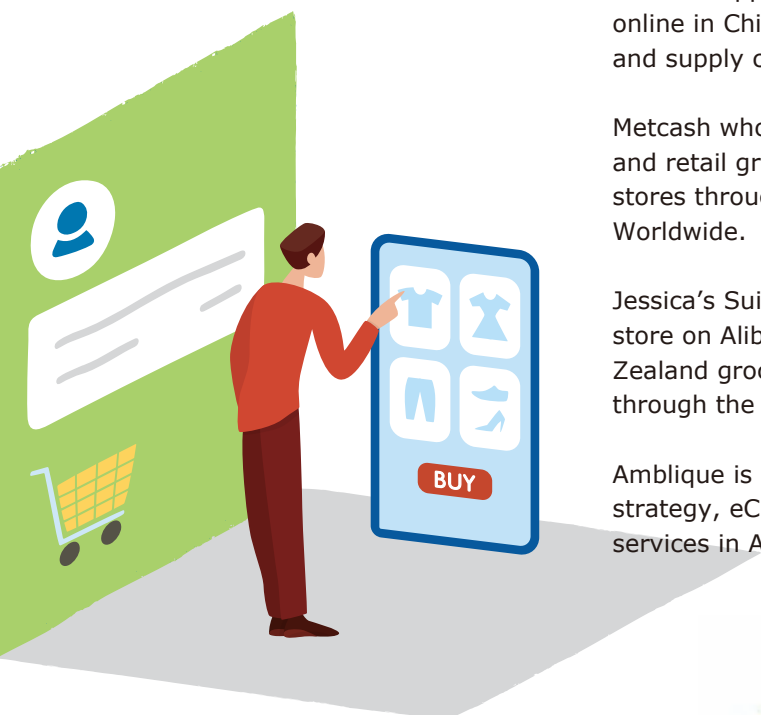 online in Chi
and supply
Metcash who
and retail gr
stores throu
Worldwide.
Jessica’s Sui
store on Alib
Zealand groo
through the
Amblique is
strategy, eC
services in A
BUY